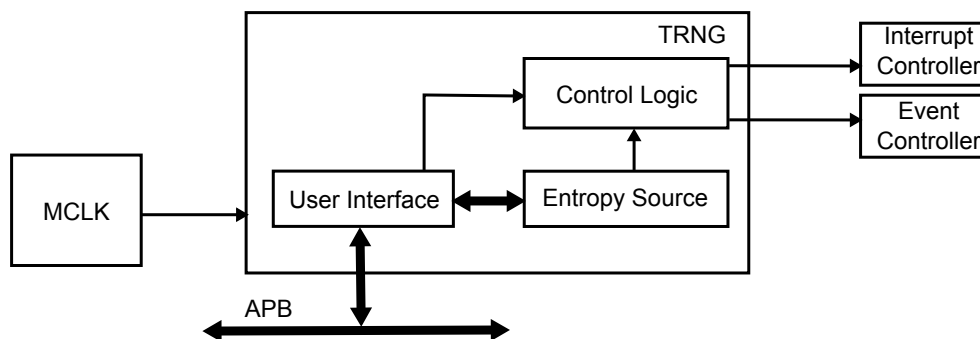 TRNG
Interrupt
Controller
Control Logic
Event
Controller
MCLK
User Interface
Entropy Source
APB